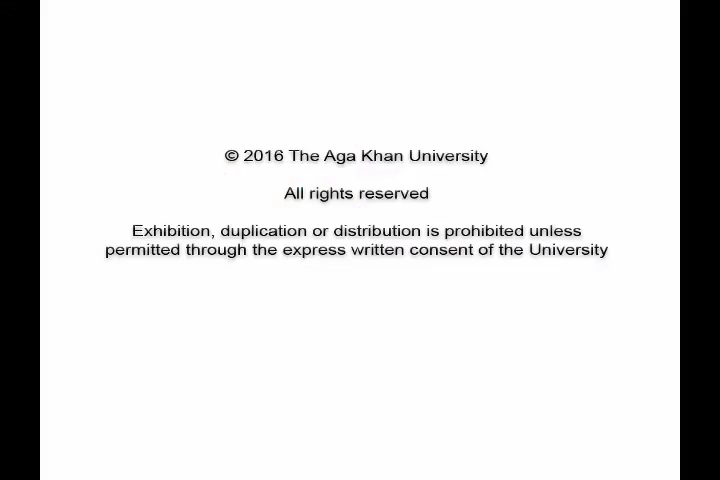 © 2016 The Aga Khan University
All rights reserved
Exhibition, duplication or distribution is prohibited unless
permitted through the express written consent of the University